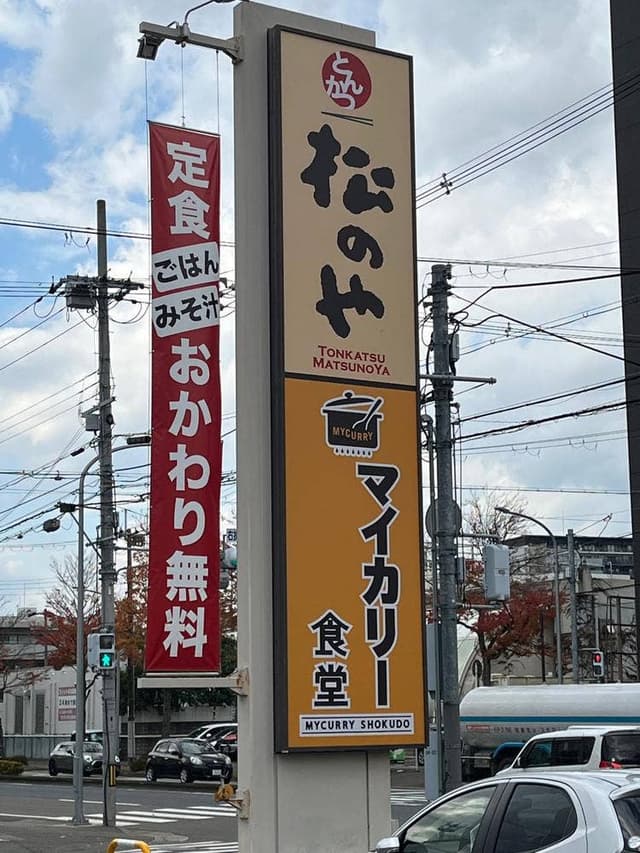 定食
ごはん
みそ汁
おかわり無料
とんかつ
松のや
TONKATSU
MATSUNOYA
MYCURRY
マイカリー
食堂
MYCURRY SHOKUDO